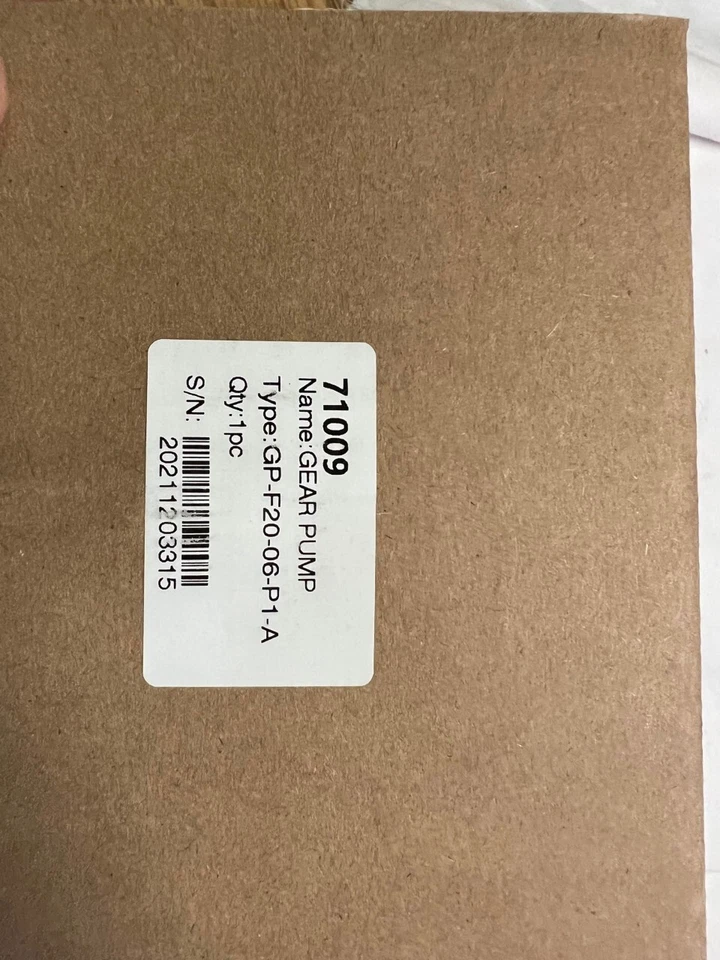 71009
Name:GEAR PUMP
Type:GP-F20-06-P1-A
Qty:1pc
S/N:
20211203315